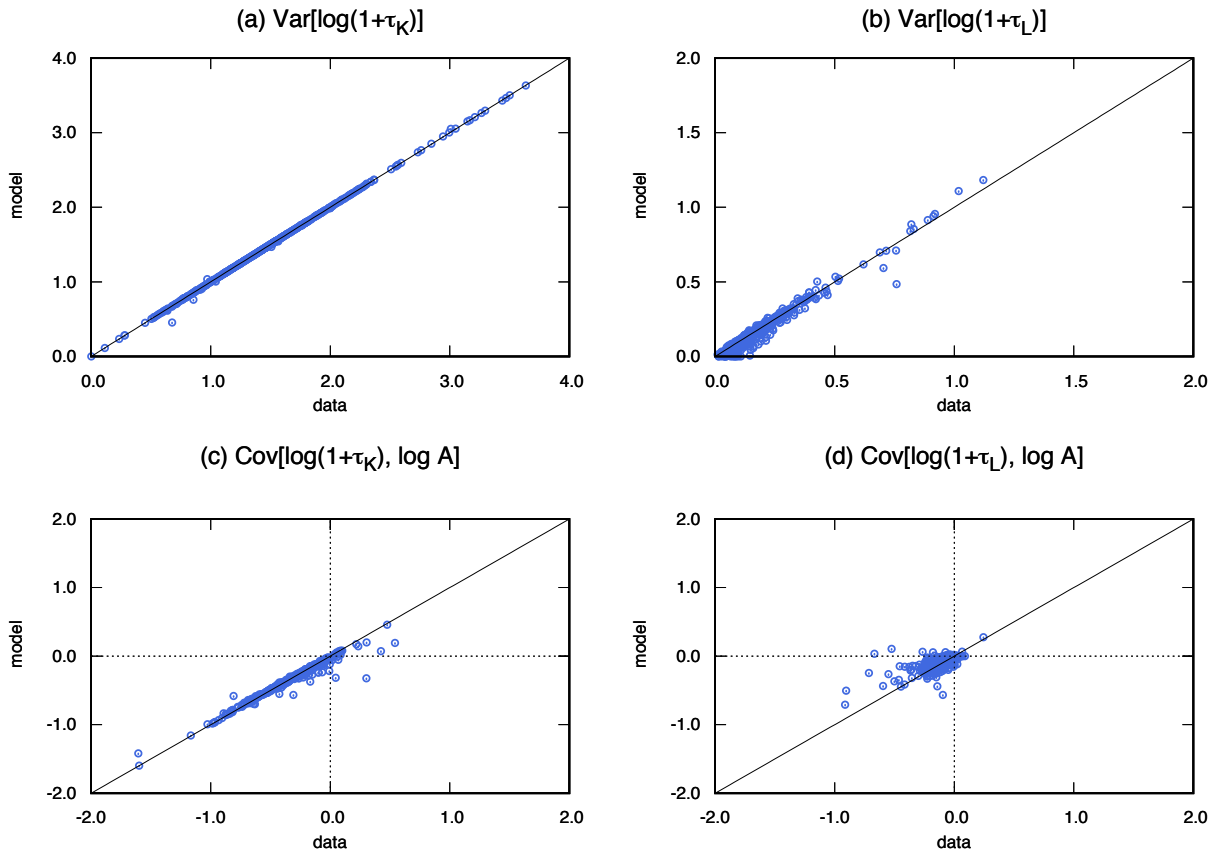 (a) Var[log(1+τK)]
4.0
3.0
model
2.0
1.0
0.0
0.0 1.0 2.0 3.0 4.0
data
(b) Var[log(1+τL)]
2.0
1.5
model
1.0
0.5
0.0
0.0 0.5 1.0 1.5 2.0
data
(c) Cov[log(1+τK), log A]
2.0
1.0
model
0.0
-1.0
-2.0
-2.0 -1.0 0.0 1.0 2.0
data
(d) Cov[log(1+τL), log A]
2.0
1.0
model
0.0
-1.0
-2.0
-2.0 -1.0 0.0 1.0 2.0
data